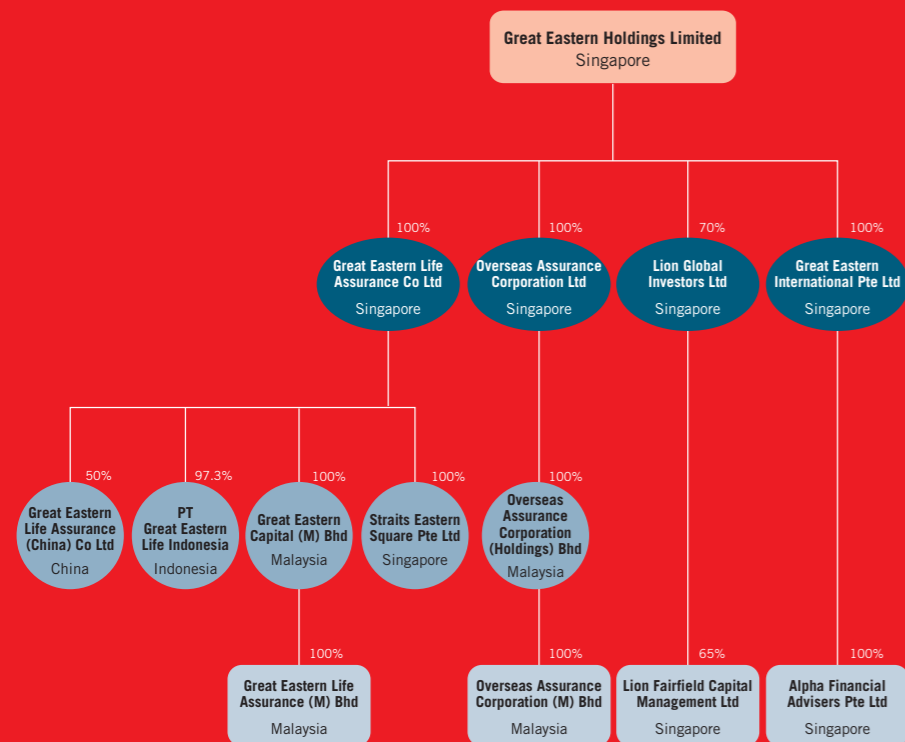 Great Eastern Holdings Limited
Singapore
100%
Great Eastern Life
Assurance Co Ltd
Singapore
100%
Overseas Assurance
Corporation Ltd
Singapore
70%
Lion Global
Investors Ltd
Singapore
100%
Great Eastern
International Pte Ltd
Singapore
50%
Great Eastern
Life Assurance
(China) Co Ltd
China
97.3%
PT
Great Eastern
Life Indonesia
Indonesia
100%
Great Eastern
Capital (M) Bhd
Malaysia
100%
Straits Eastern
Square Pte Ltd
Singapore
100%
Overseas
Assurance
Corporation
(Holdings) Bhd
Malaysia
100%
Great Eastern Life
Assurance (M) Bhd
Malaysia
100%
Overseas Assurance
Corporation (M) Bhd
Malaysia
65%
Lion Fairfield Capital
Management Ltd
Singapore
100%
Alpha Financial
Advisers Pte Ltd
Singapore